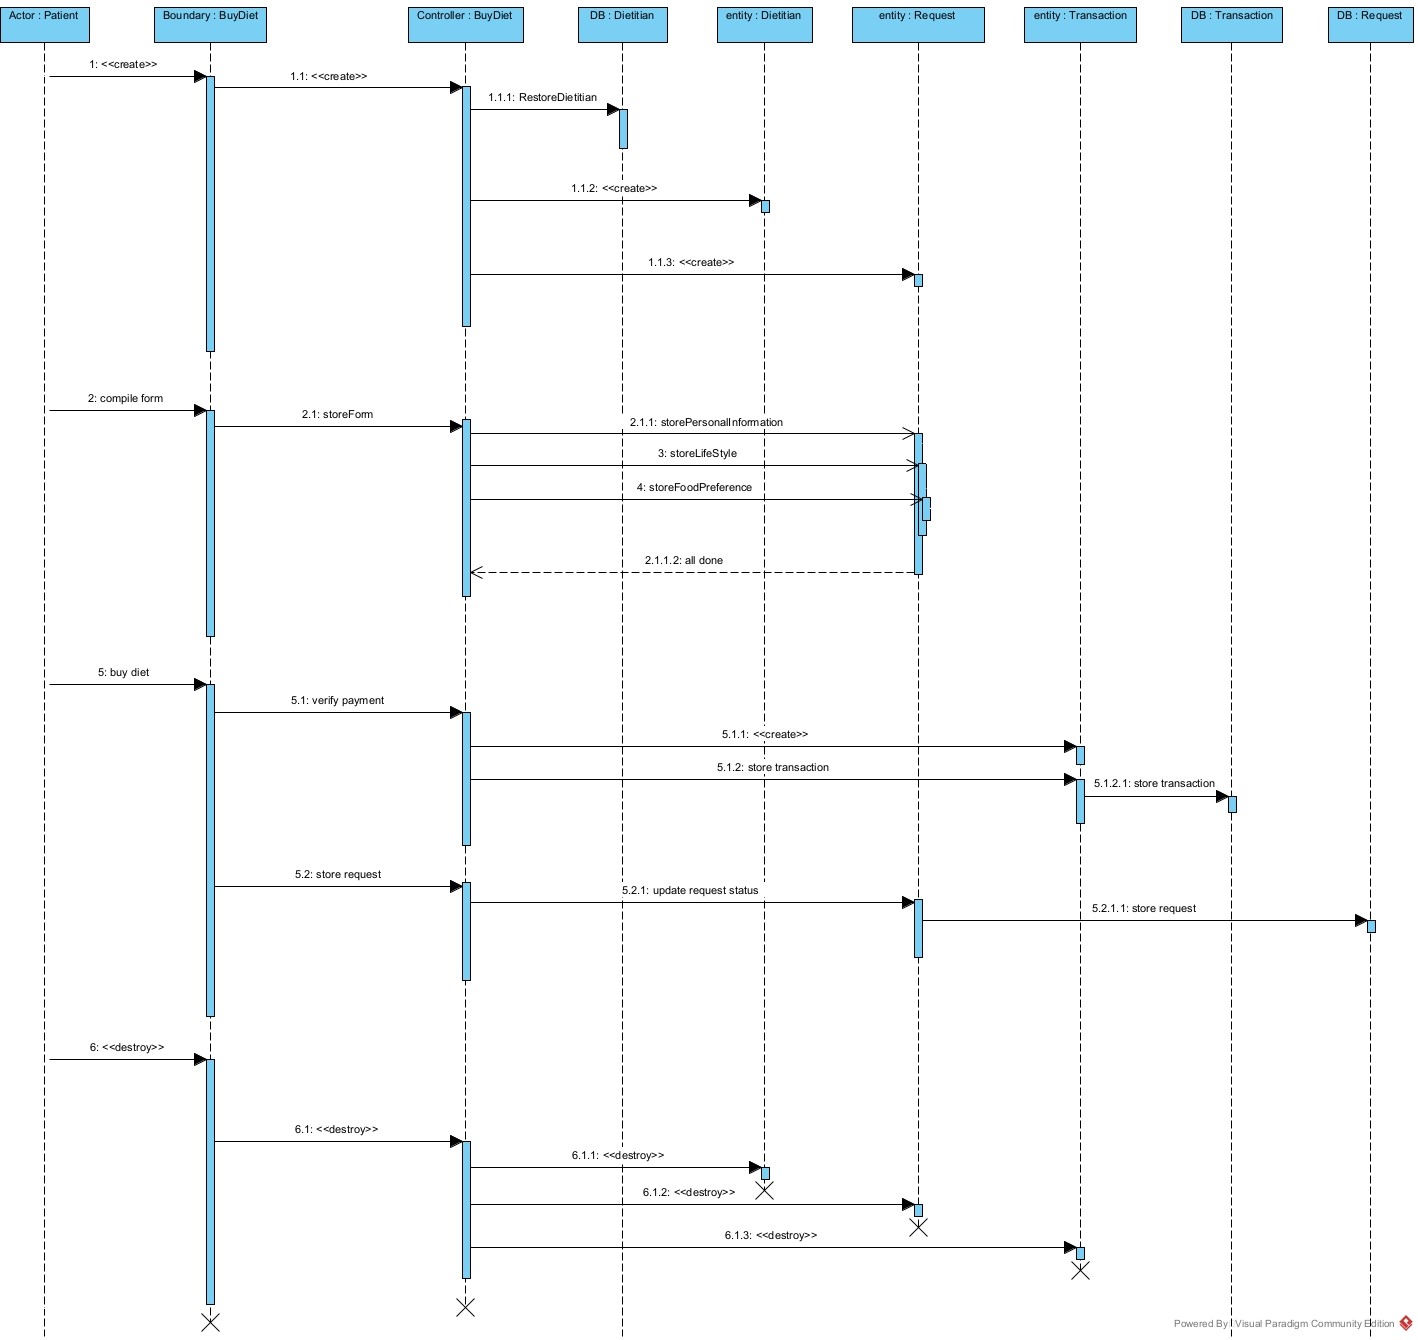 Actor : Patient
Boundary : BuyDiet
Controller : BuyDiet
DB : Dietitian
entity : Dietitian
entity : Request
entity : Transaction
DB : Transaction
DB : Request
1: <<create>>
1.1: <<create>>
1.1.1: RestoreDietitian
1.1.2: <<create>>
1.1.3: <<create>>
2: compile form
2.1: storeForm
2.1.1: storePersonalInformation
3: storeLifeStyle
4: storeFoodPreference
2.1.1.2: all done
5: buy diet
5.1: verify payment
5.1.1: <<create>>
5.1.2: store transaction
5.1.2.1: store transaction
5.2: store request
5.2.1: update request status
5.2.1.1: store request
6: <<destroy>>
6.1: <<destroy>>
6.1.1: <<destroy>>
6.1.2: <<destroy>>
6.1.3: <<destroy>>
Powered By Visual Paradigm Community Edition